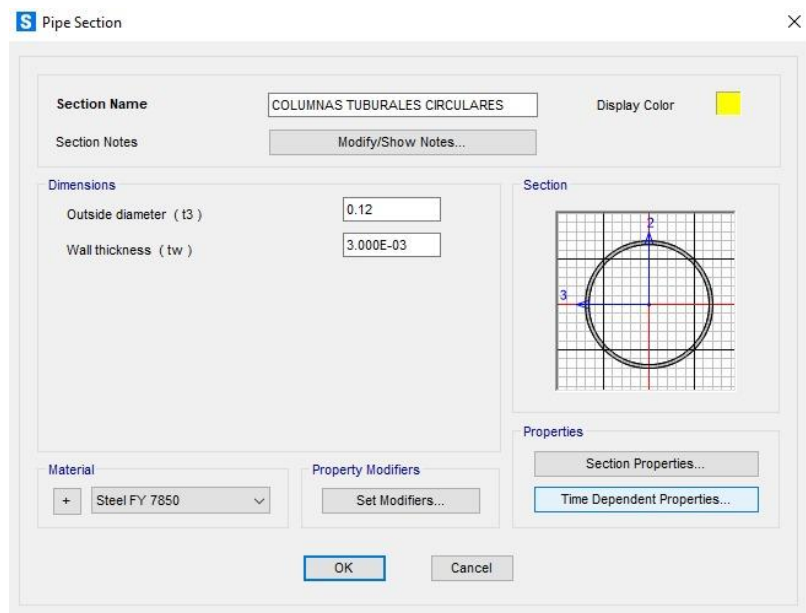 S Pipe Section
Section Name COLUMNAS TUBURALES CIRCULARES Display Color
Section Notes Modify/Show Notes...
Dimensions
Outside diameter ( t3 ) 0.12
Wall thickness ( tw ) 3.000E-03
Section
2
3
Properties
Section Properties...
Time Dependent Properties...
Material
+ Steel FY 7850
Property Modifiers
Set Modifiers...
OK Cancel